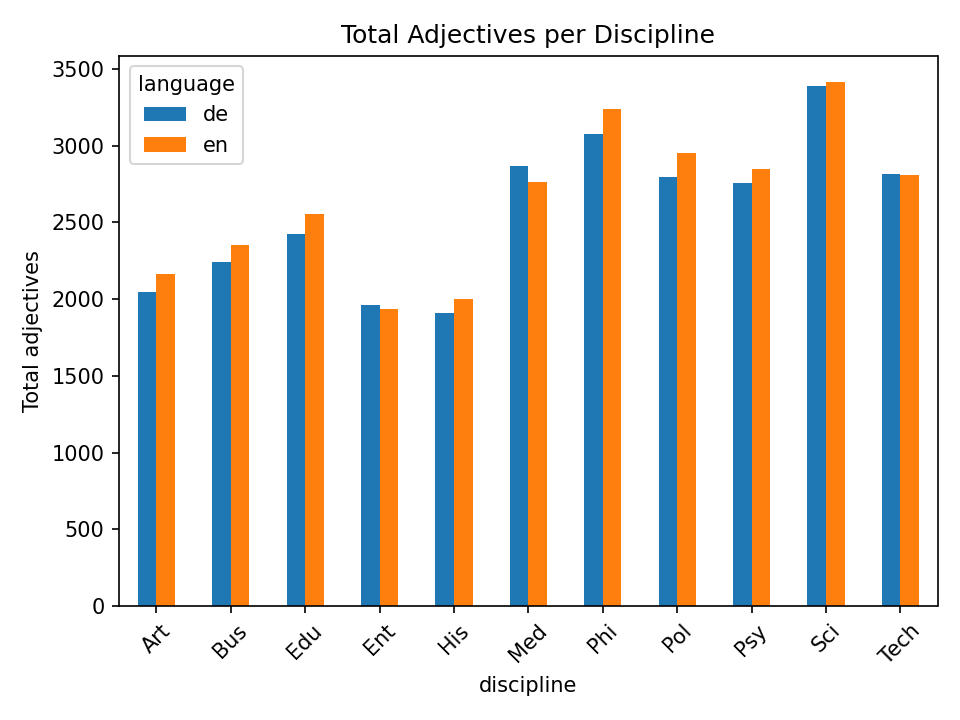 Total Adjectives per Discipline
language
de
en
Total adjectives
3500
3000
2500
2000
1500
1000
500
0
Art Bus Edu Ent His Med Phi Pol Psy Sci Tech
discipline